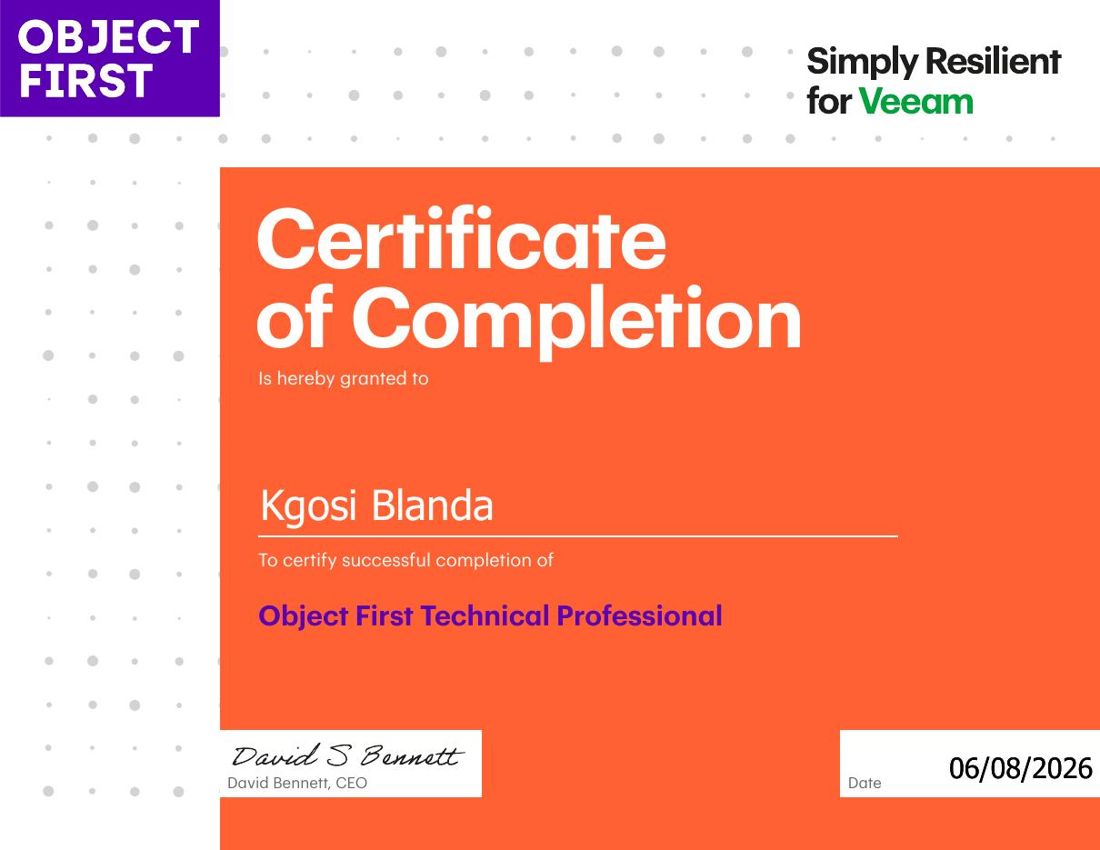 OBJECT
FIRST
Simply Resilient
for Veeam
Certificate
of Completion
Is hereby granted to
Kgosi Blanda
To certify successful completion of
Object First Technical Professional
David S Bennett
David Bennett, CEO
Date
06/08/2026